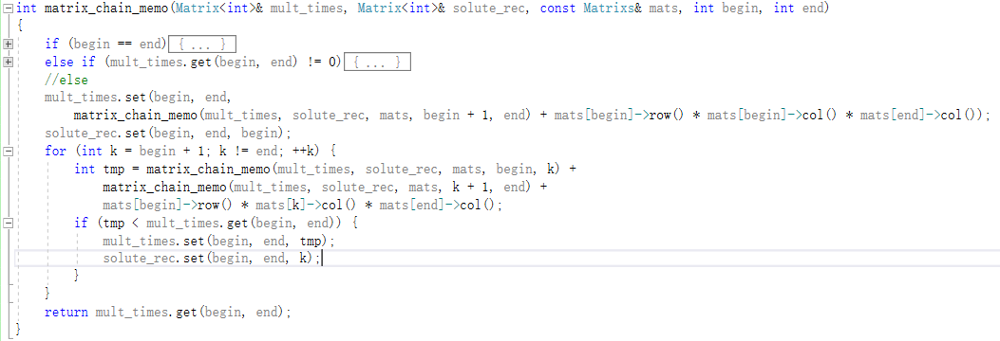 int matrix_chain_memo(Matrix<int>& mult_times, Matrix<int>& solute_rec, const Matrixs& mats, int begin, int end)
{
    if (begin == end){ ... }
    else if (mult_times.get(begin, end) != 0){ ... }
    //else
    mult_times.set(begin, end,
        matrix_chain_memo(mult_times, solute_rec, mats, begin + 1, end) + mats[begin]->row() * mats[begin]->col() * mats[end]->col());
    solute_rec.set(begin, end, begin);
    for (int k = begin + 1; k != end; ++k) {
        int tmp = matrix_chain_memo(mult_times, solute_rec, mats, begin, k) +
            matrix_chain_memo(mult_times, solute_rec, mats, k + 1, end) +
            mats[begin]->row() * mats[k]->col() * mats[end]->col();
        if (tmp < mult_times.get(begin, end)) {
            mult_times.set(begin, end, tmp);
            solute_rec.set(begin, end, k);
        }
    }
    return mult_times.get(begin, end);
}